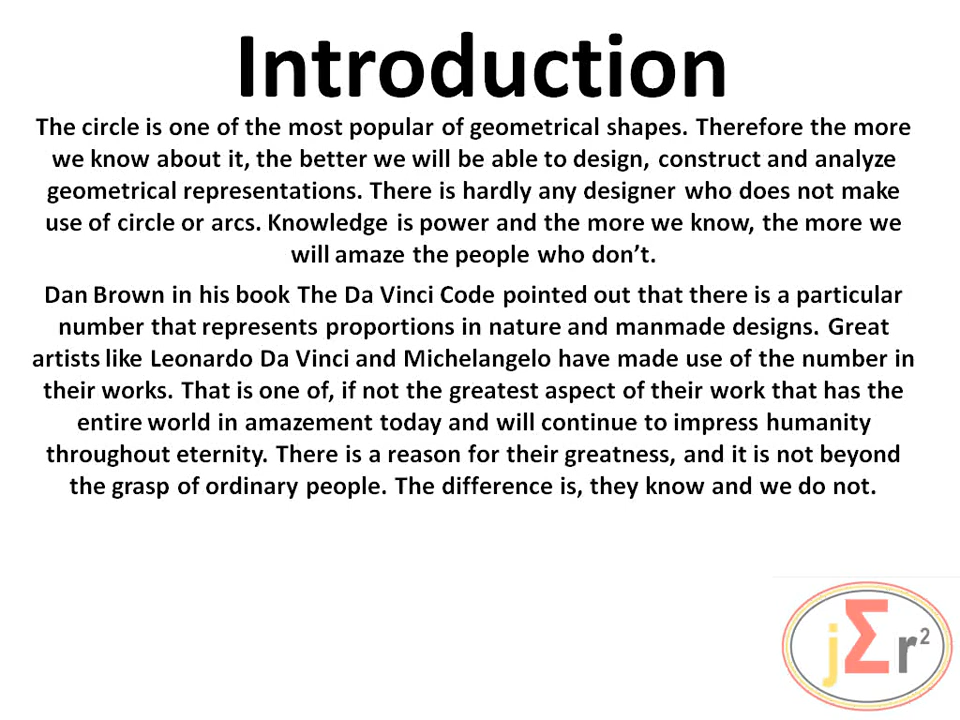 Introduction
The circle is one of the most popular of geometrical shapes. Therefore the more
we know about it, the better we will be able to design, construct and analyze
geometrical representations. There is hardly any designer who does not make
use of circle or arcs. Knowledge is power and the more we know, the more we
will amaze the people who don’t.
Dan Brown in his book The Da Vinci Code pointed out that there is a particular
number that represents proportions in nature and manmade designs. Great
artists like Leonardo Da Vinci and Michelangelo have made use of the number in
their works. That is one of, if not the greatest aspect of their work that has the
entire world in amazement today and will continue to impress humanity
throughout eternity. There is a reason for their greatness, and it is not beyond
the grasp of ordinary people. The difference is, they know and we do not.
jΣr²